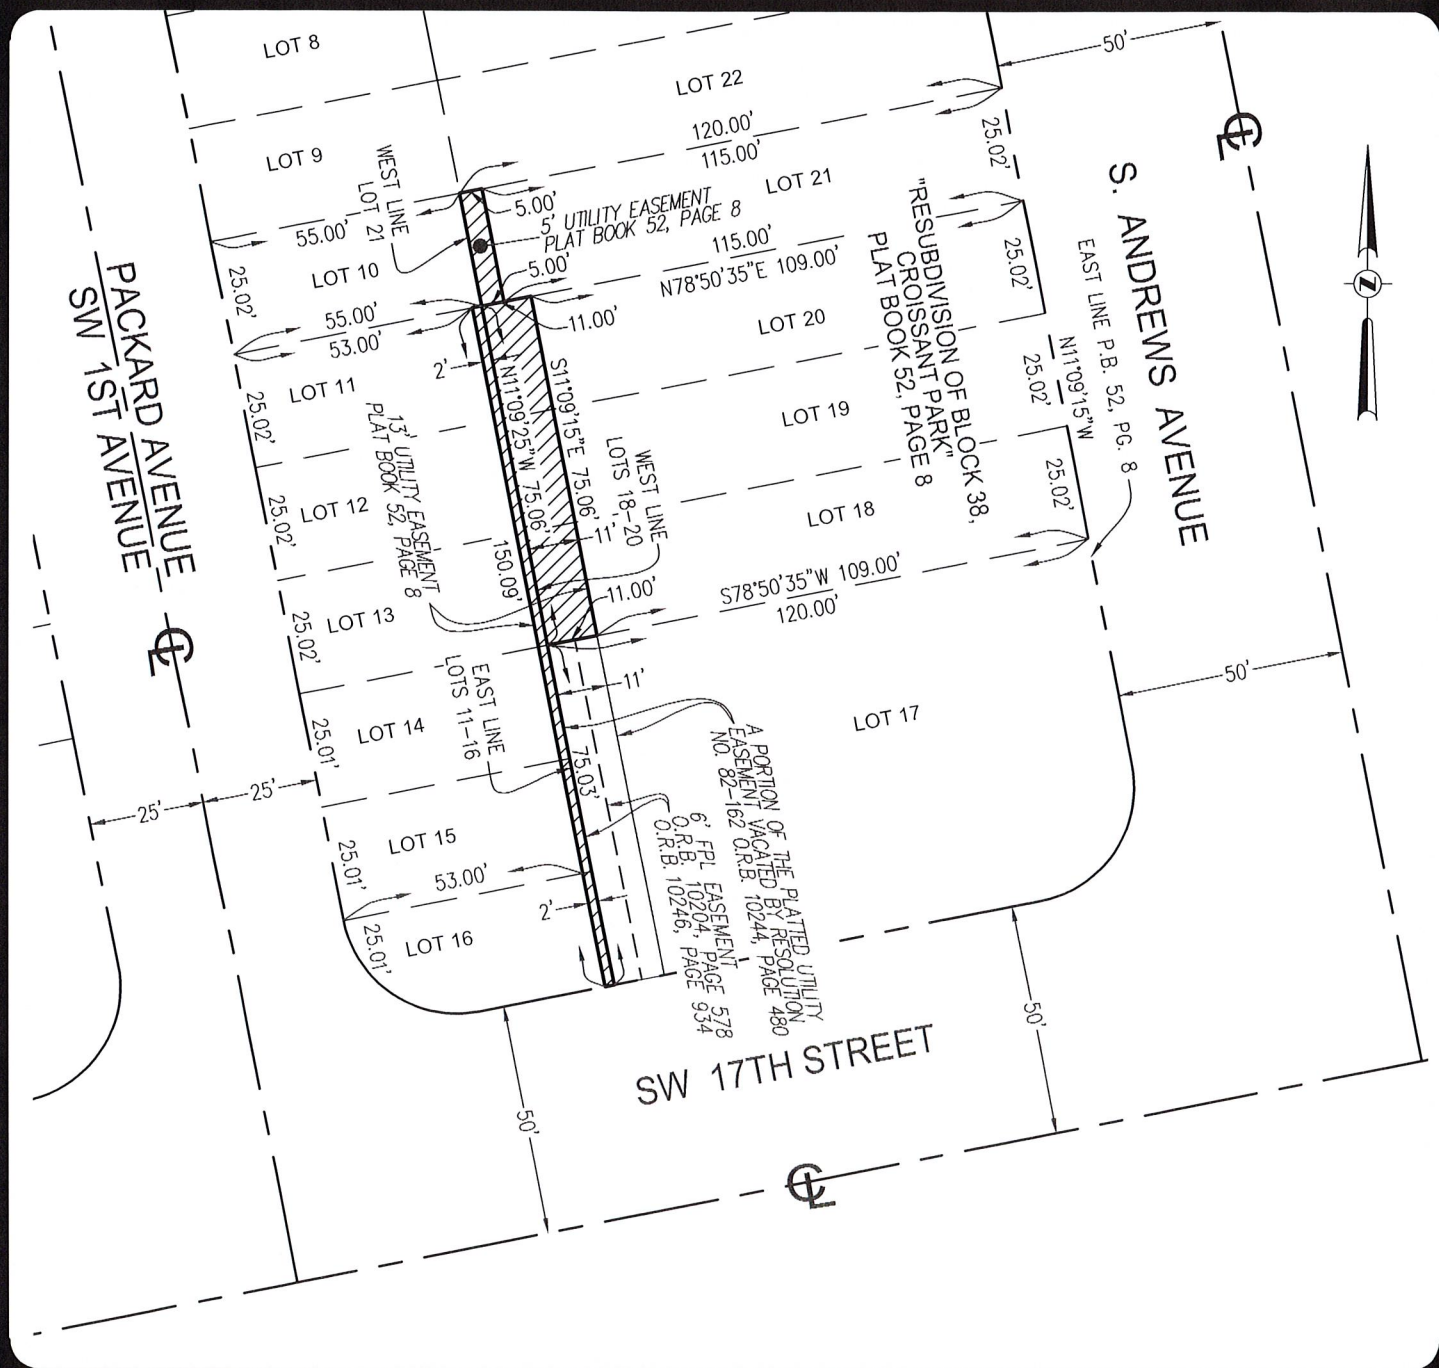 LOT 8
LOT 22
50'
℄
120.00'
115.00'
25.02'
LOT 9
WEST LINE
LOT 21
LOT 21
55.00'
5.00'
5' UTILITY EASEMENT
PLAT BOOK 52, PAGE 8
25.02'
LOT 10
115.00'
N78°50'35"E 109.00'
25.02'
5.00'
11.00'
55.00'
53.00'
2'
"RESUBDIVISION OF BLOCK 38,
CROISSANT PARK"
PLAT BOOK 52, PAGE 8
S. ANDREWS AVENUE
EAST LINE P.B. 52, PG. 8
N11°09'15"W
25.02'
Z
PACKARD AVENUE
SW 1ST AVENUE
LOT 20
LOT 11
25.02'
N11°09'25"W 75.06'
S11°09'15"E 75.06'
LOT 19
13' UTILITY EASEMENT
PLAT BOOK 52, PAGE 8
WEST LINE
LOTS 18-20
25.02'
LOT 12
25.02'
LOT 18
11'
150.09'
11.00'
S78°50'35"W 109.00'
120.00'
LOT 13
25.02'
℄
EAST LINE
LOTS 11-16
11'
50'
LOT 14
25.01'
LOT 17
75.03'
A PORTION OF THE PLATTED UTILITY
EASEMENT VACATED BY RESOLUTION
NO. 82-162 O.R.B. 10244, PAGE 480
25'
25'
6' FPL EASEMENT
O.R.B. 10204, PAGE 578
O.R.B. 10246, PAGE 934
LOT 15
25.01'
53.00'
2'
LOT 16
25.01'
50'
50'
SW 17TH STREET
℄